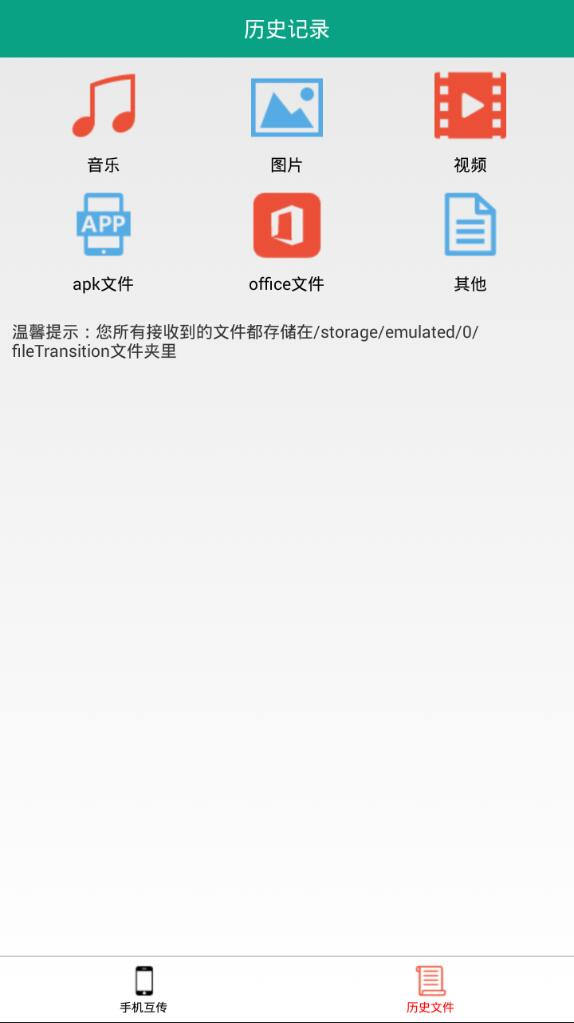 历史记录
音乐
图片
视频
APP
apk文件
office文件
其他
温馨提示：您所有接收到的文件都存储在/storage/emulated/0/
fileTransition文件夹里
手机互传
历史文件